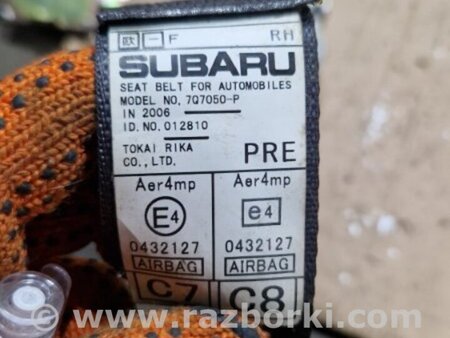 欧 一 F RH
SUBARU
SEAT BELT FOR AUTOMOBILES
MODEL NO. 7Q7050-P
IN 2006
ID.NO.012810
TOKAI RIKA
CO.,LTD. PRE
Aer4mp Aer4mp
E4 e4
0432127 0432127
AIRBAG AIRBAG
C7 C8
www.razborki.com